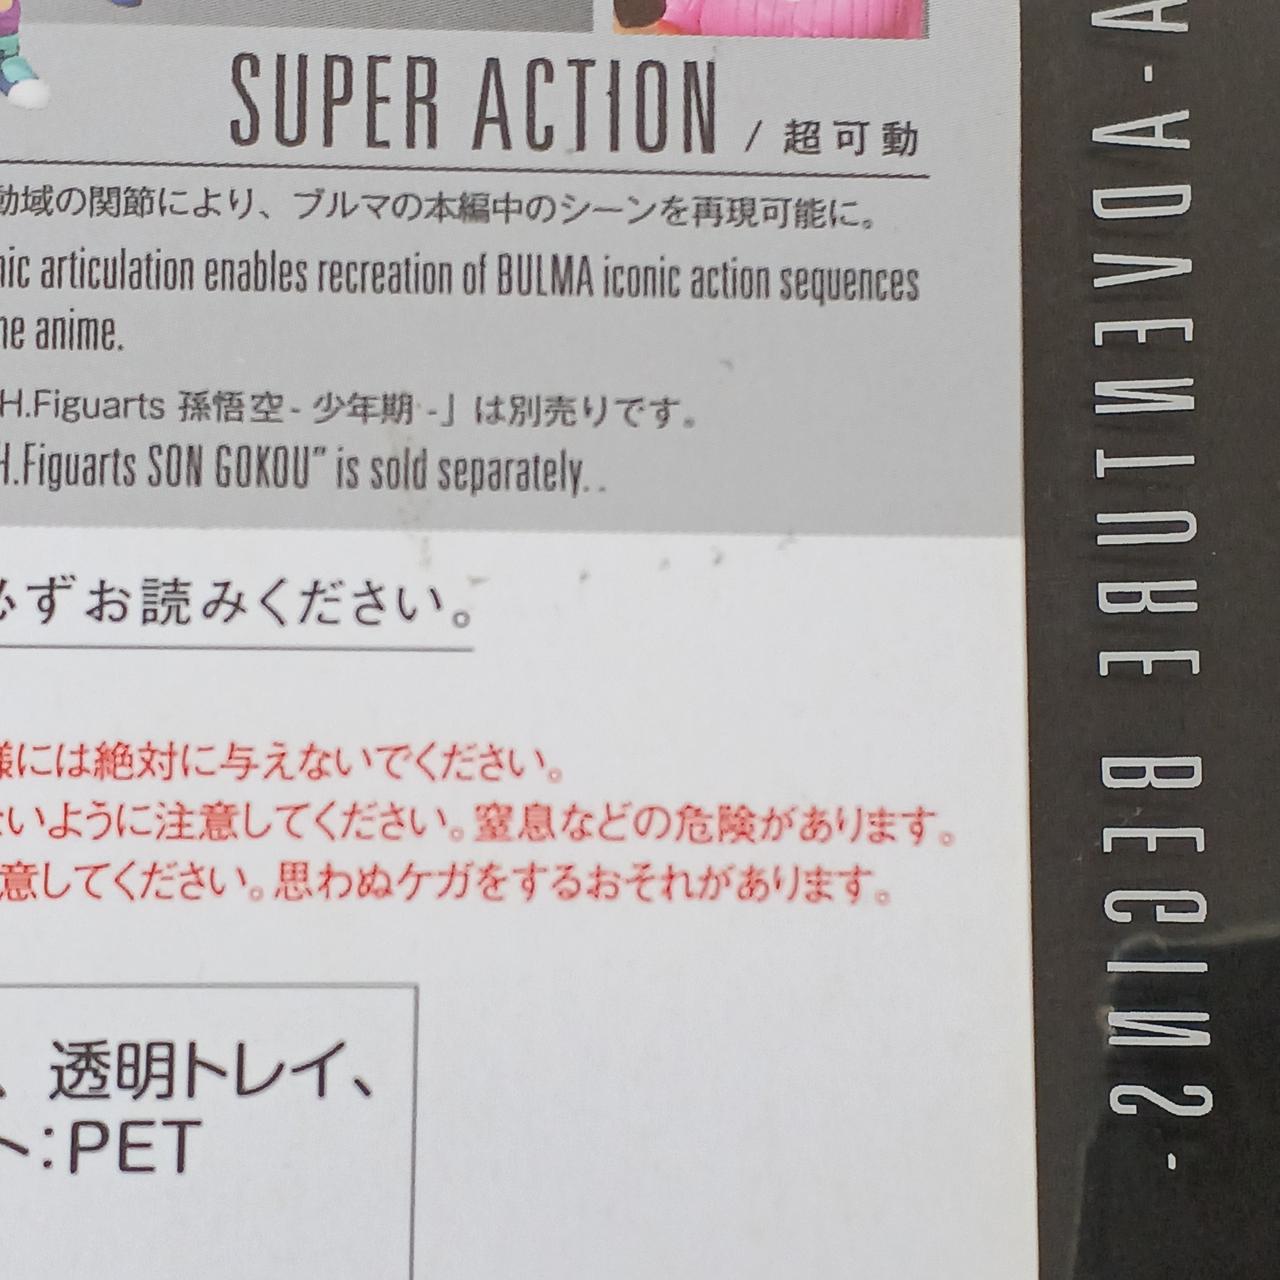 SUPER ACTION / 超可動
動域の関節により、ブルマの本編中のシーンを再現可能に。
nic articulation enables recreation of BULMA iconic action sequences
he anime.
H.Figuarts 孫悟空- 少年期 -」は別売りです。
H.Figuarts SON GOKOU” is sold separately. .
必ずお読みください。
様には絶対に与えないでください。
ないように注意してください。窒息などの危険があります。
意してください。思わぬケガをするおそれがあります。
、透明トレイ、
ト:PET
A - ADVENTURE BEGINS -